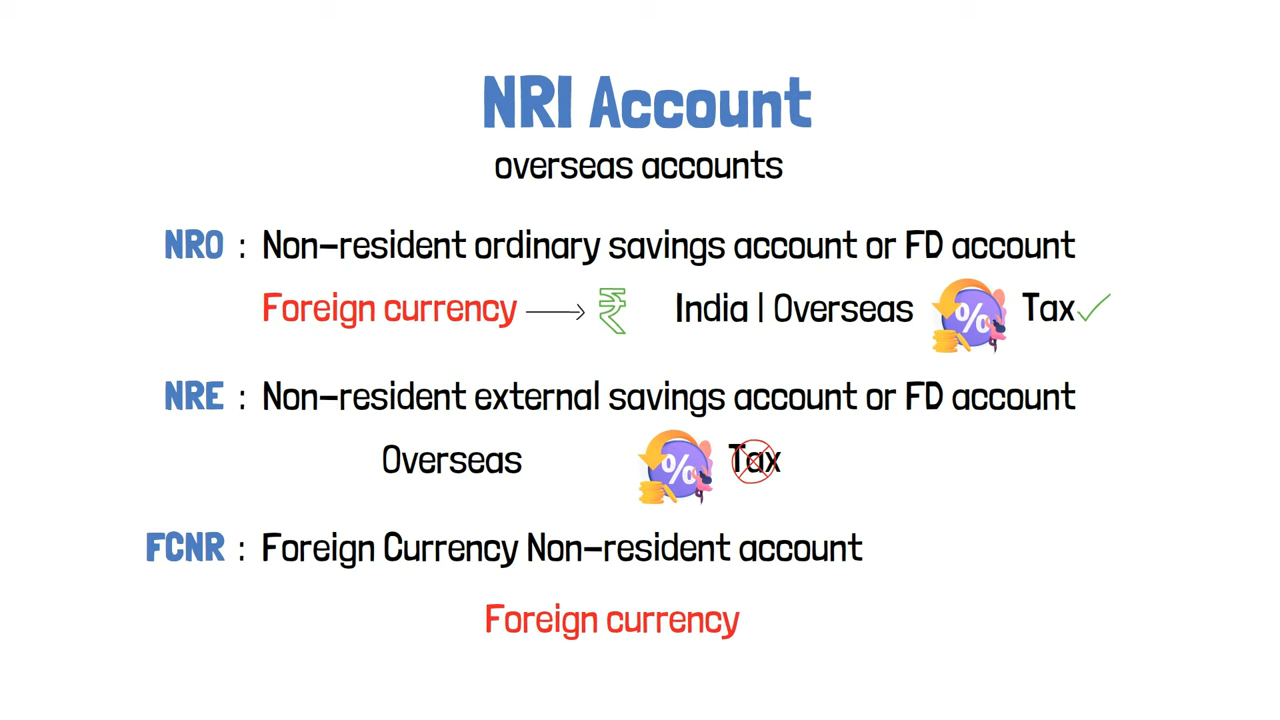 NRI Account
overseas accounts
NRO : Non-resident ordinary savings account or FD account
Foreign currency → ₹ India | Overseas % Tax ✓
NRE : Non-resident external savings account or FD account
Overseas % Tax
FCNR : Foreign Currency Non-resident account
Foreign currency